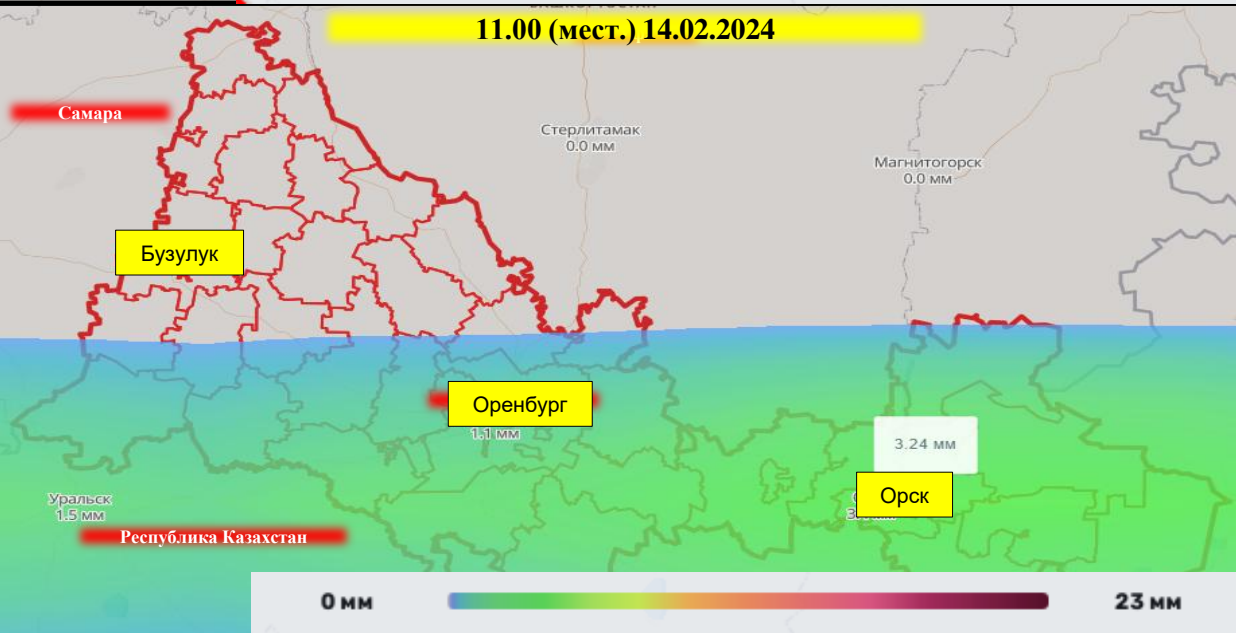 11.00 (мест.) 14.02.2024
Самара
Стерлитамак
0.0 мм
Магнитогорск
0.0 мм
Бузулук
Оренбург
1.1 мм
3.24 мм
Орск
Уральск
1.5 мм
Республика Казахстан
0 мм
23 мм